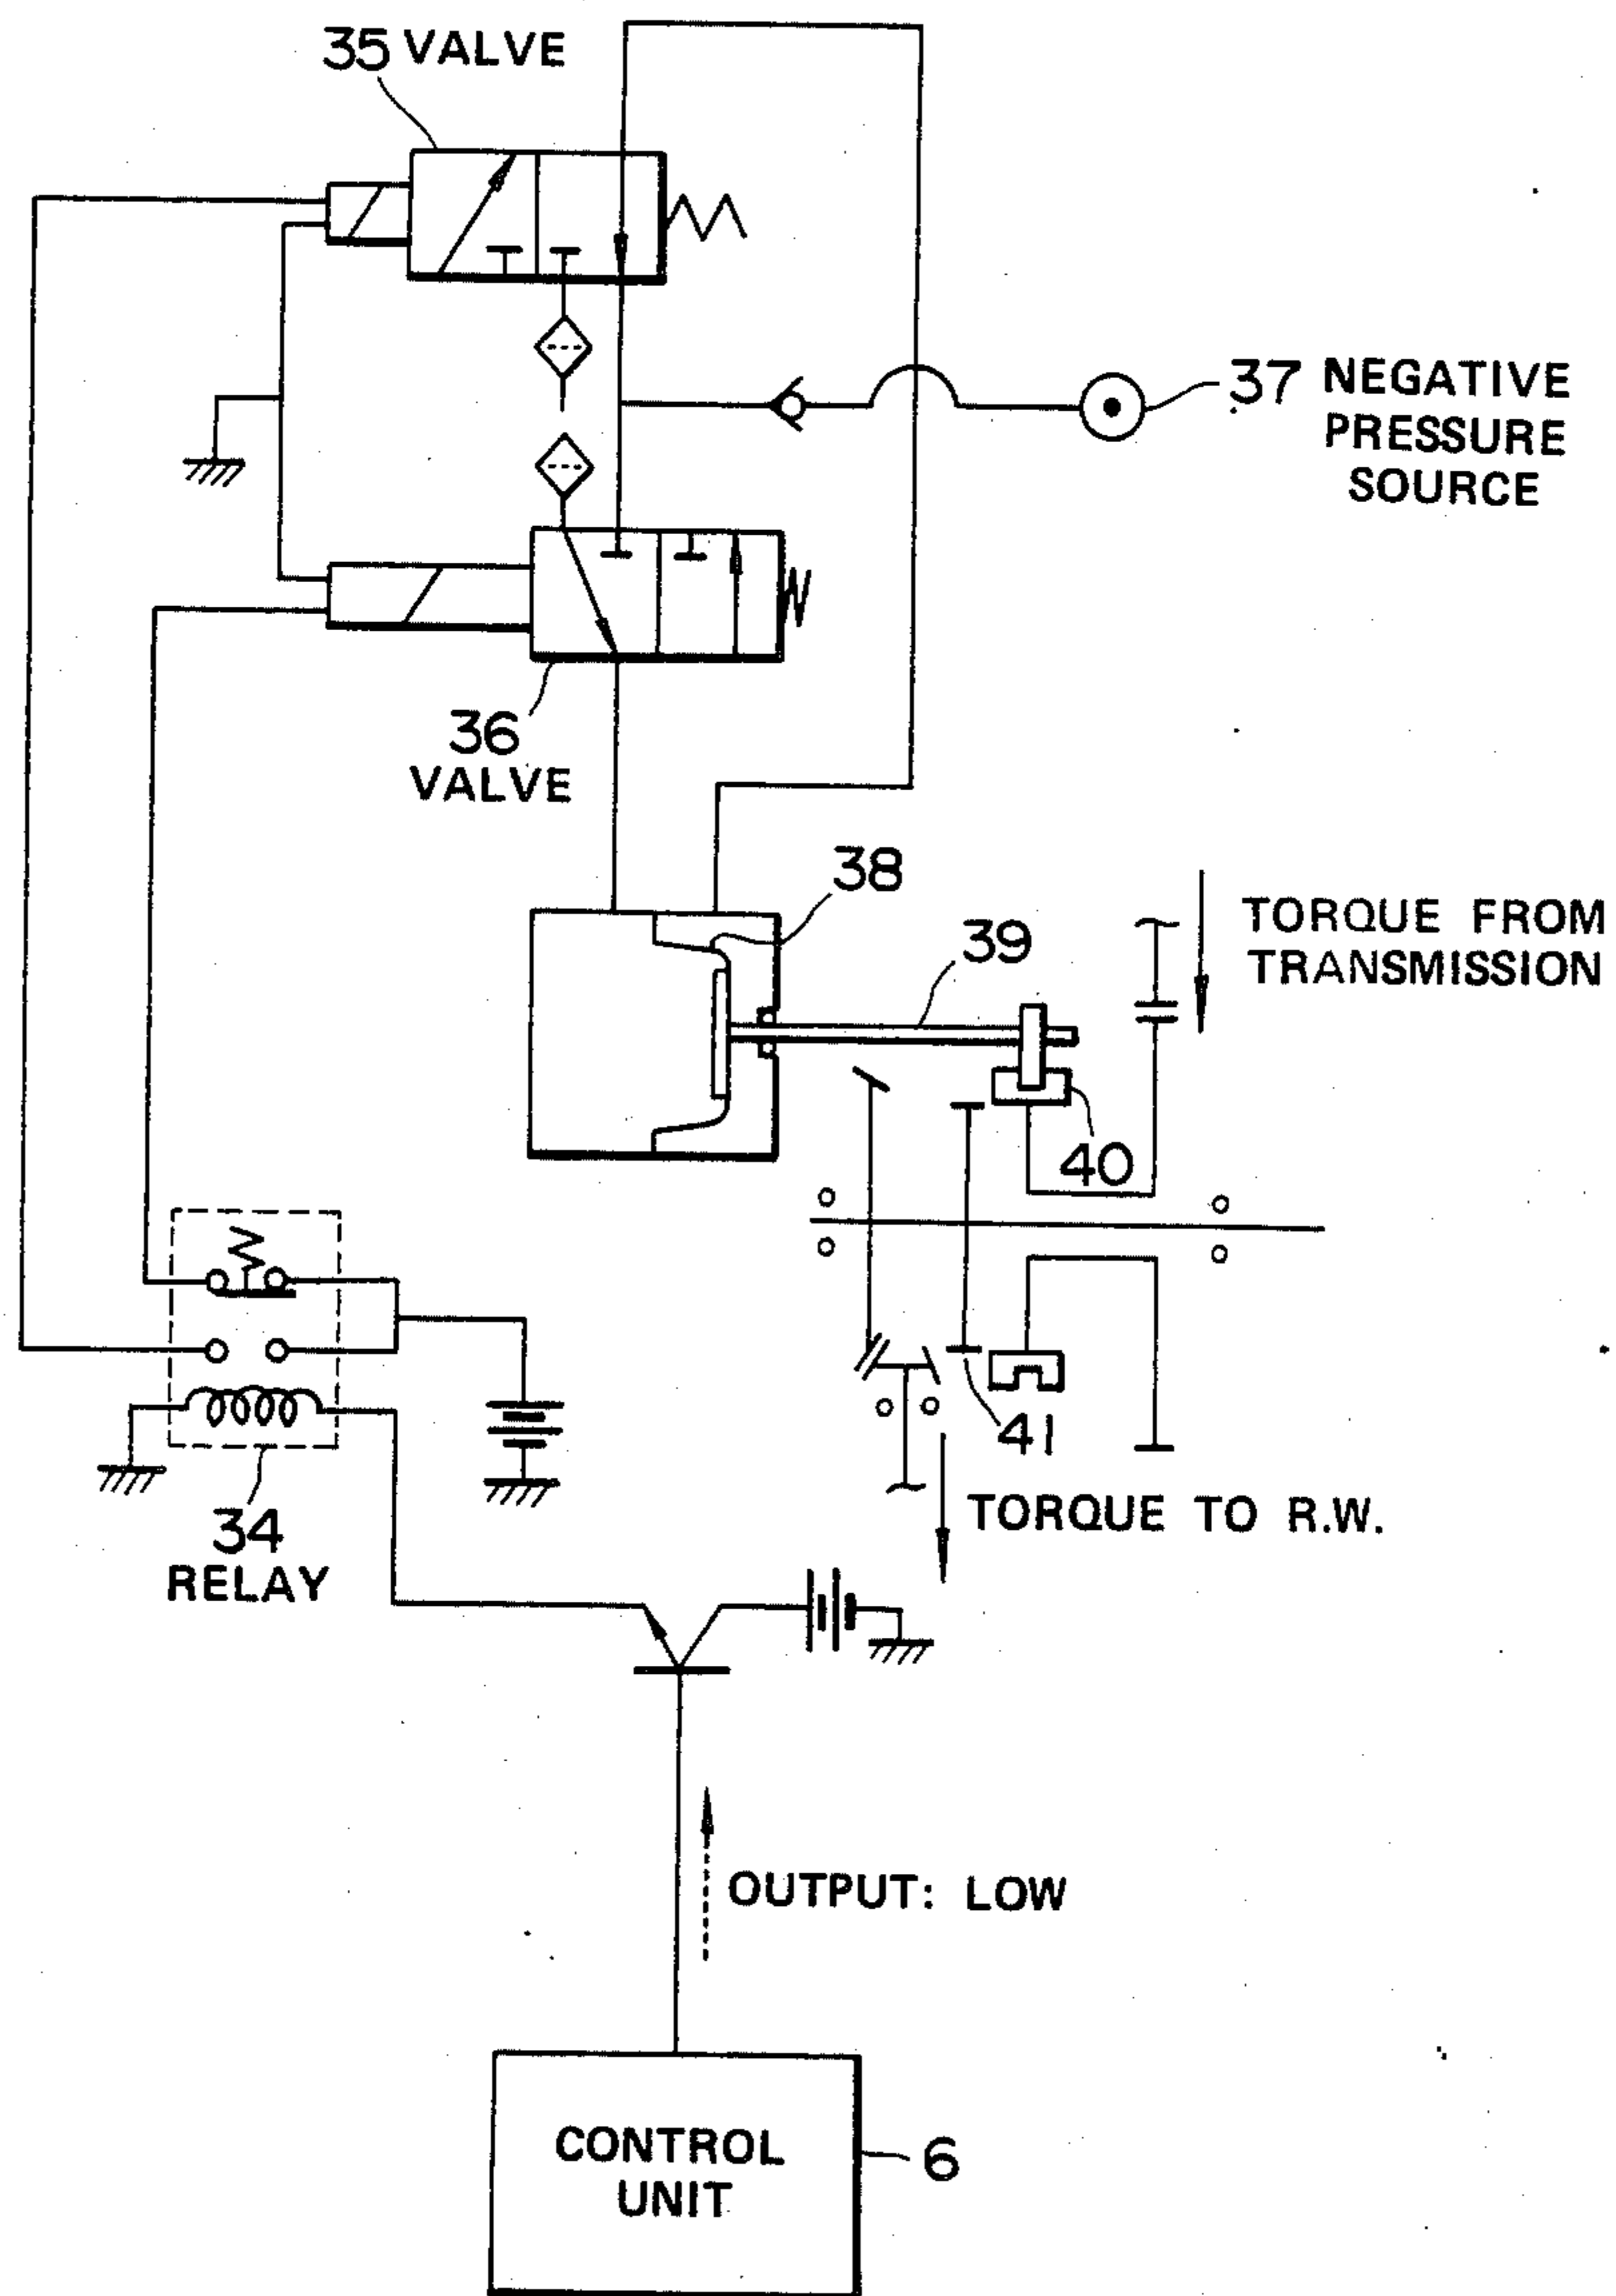 35 VALVE
37 NEGATIVE
PRESSURE
SOURCE
36
VALVE
38
39
TORQUE FROM
TRANSMISSION
40
41
TORQUE TO R.W.
34
RELAY
OUTPUT: LOW
CONTROL
UNIT
6